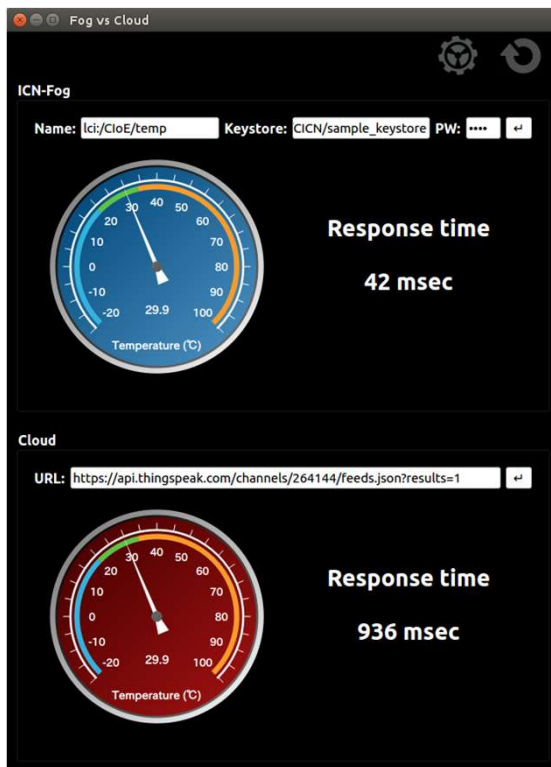 Fog vs Cloud
ICN-Fog
Name: lci:/CIoE/temp Keystore: CICN/sample_keystore PW: ••••
-20 -10 0 10 20 30 40 50 60 70 80 90 100
29.9
Temperature (℃)
Response time
42 msec
Cloud
URL: https://api.thingspeak.com/channels/264144/feeds.json?results=1
-20 -10 0 10 20 30 40 50 60 70 80 90 100
29.9
Temperature (℃)
Response time
936 msec